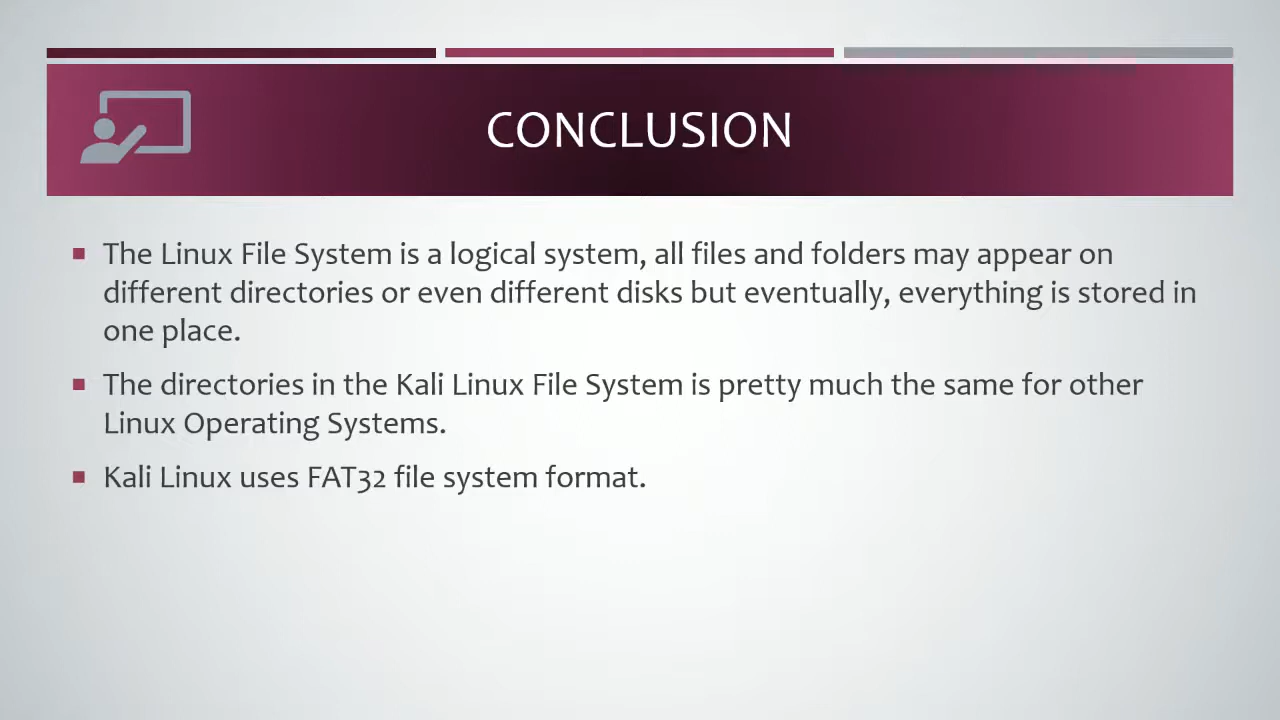 CONCLUSION
The Linux File System is a logical system, all files and folders may appear on
different directories or even different disks but eventually, everything is stored in
one place.
The directories in the Kali Linux File System is pretty much the same for other
Linux Operating Systems.
Kali Linux uses FAT32 file system format.